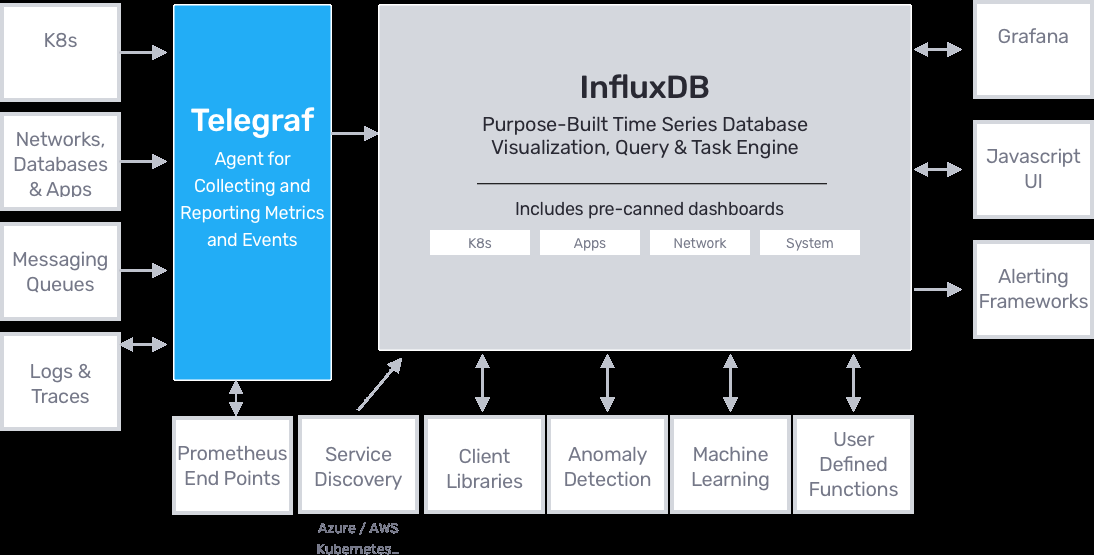 K8s
Networks,
Databases
& Apps
Messaging
Queues
Logs &
Traces
Telegraf
Agent for
Collecting and
Reporting Metrics
and Events
InfluxDB
Purpose-Built Time Series Database
Visualization, Query & Task Engine
Includes pre-canned dashboards
K8s
Apps
Network
System
Grafana
Javascript
UI
Alerting
Frameworks
Prometheus
End Points
Service
Discovery
Azure / AWS
Kubernetes_
Client
Libraries
Anomaly
Detection
Machine
Learning
User
Defined
Functions